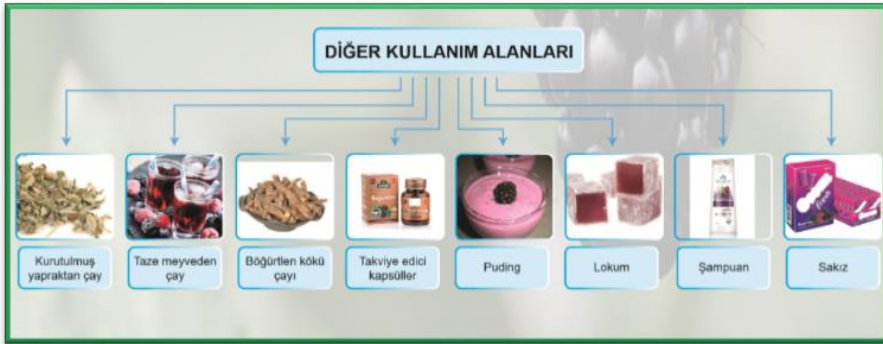 DİĞER KULLANIM ALANLARI
Kurutulmuş
yapraktan çay
Taze meyveden
çay
Böğürtlen kökü
çayı
Takviye edici
kapsüller
Puding
Lokum
Şampuan
Sakız